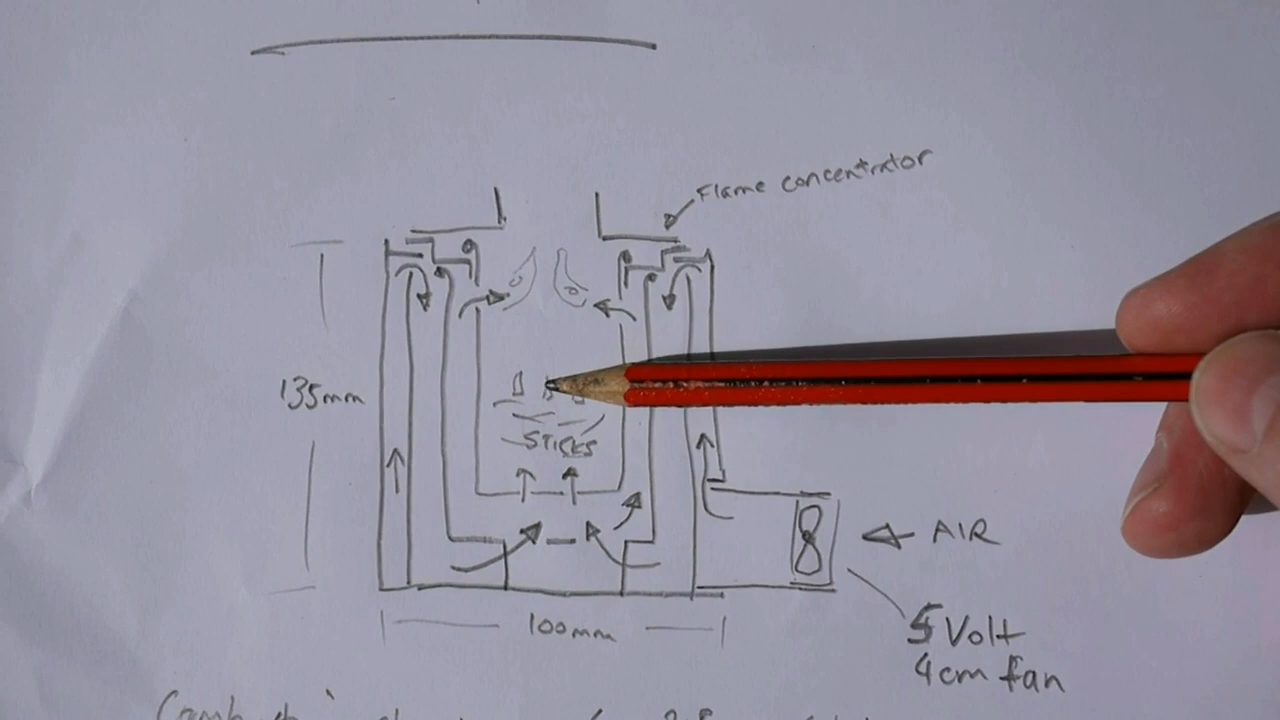 Flame concentrator
135mm
STICKS
AIR
100mm
5 Volt
4cm fan